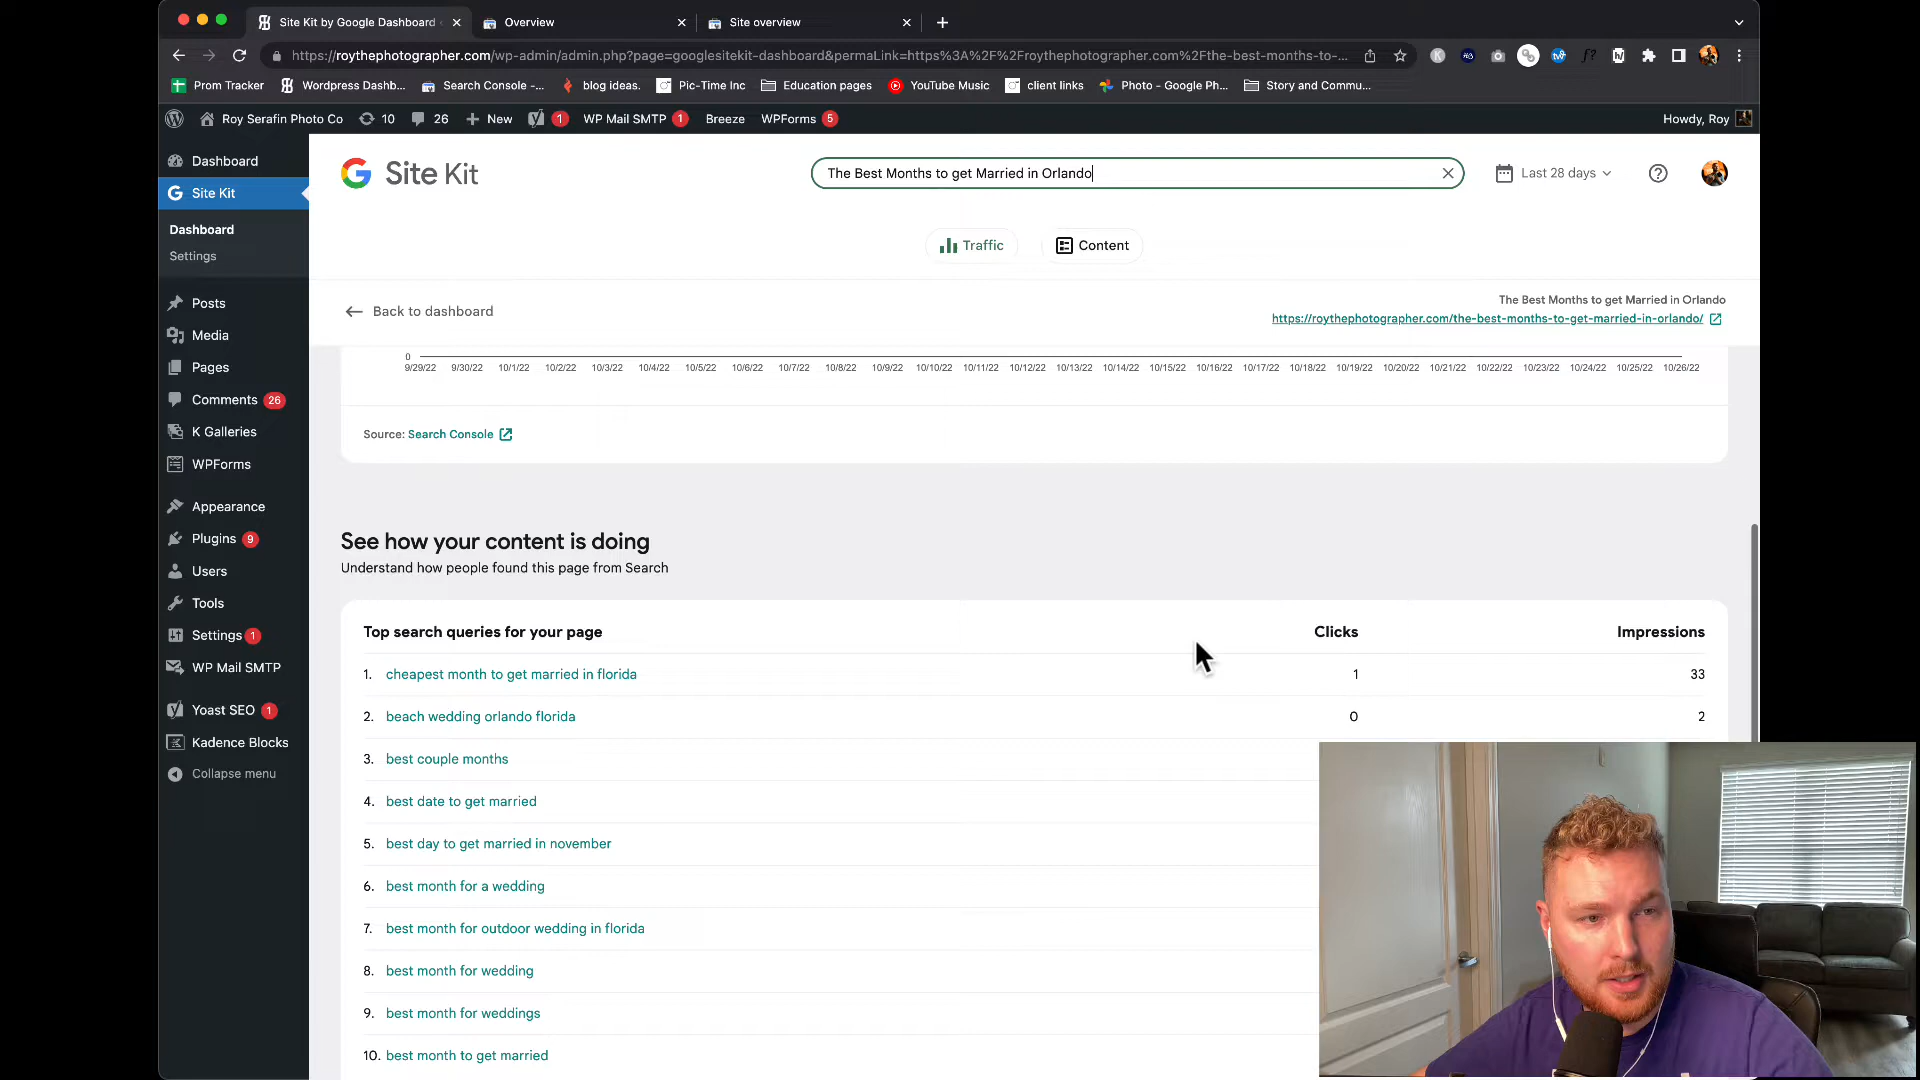 Site Kit by Google Dashboard
Overview
Site overview
https://roythephotographer.com/wp-admin/admin.php?page=googlesitekit-dashboard&permaLink=https%3A%2F%2Froythephotographer.com%2Fthe-best-months-to-...
Prom Tracker
Wordpress Dashb...
Search Console -...
blog ideas.
Pic-Time Inc
Education pages
YouTube Music
client links
Photo - Google Ph...
Story and Commu...
Roy Serafin Photo Co
10
26
New
1
WP Mail SMTP 1
Breeze
WPForms 5
Howdy, Roy
Dashboard
Site Kit
Dashboard
Settings
Posts
Media
Pages
Comments 26
K Galleries
WPForms
Appearance
Plugins 9
Users
Tools
Settings 1
WP Mail SMTP
Yoast SEO 1
Kadence Blocks
Collapse menu
Site Kit
The Best Months to get Married in Orlando
Last 28 days
Traffic
Content
Back to dashboard
The Best Months to get Married in Orlando
https://roythephotographer.com/the-best-months-to-get-married-in-orlando/
0
9/29/22 9/30/22 10/1/22 10/2/22 10/3/22 10/4/22 10/5/22 10/6/22 10/7/22 10/8/22 10/9/22 10/10/22 10/11/22 10/12/22 10/13/22 10/14/22 10/15/22 10/16/22 10/17/22 10/18/22 10/19/22 10/20/22 10/21/22 10/22/22 10/23/22 10/24/22 10/25/22 10/26/22
Source: Search Console
See how your content is doing
Understand how people found this page from Search
Top search queries for your page Clicks Impressions
1. cheapest month to get married in florida 1 33
2. beach wedding orlando florida 0 2
3. best couple months
4. best date to get married
5. best day to get married in november
6. best month for a wedding
7. best month for outdoor wedding in florida
8. best month for wedding
9. best month for weddings
10. best month to get married